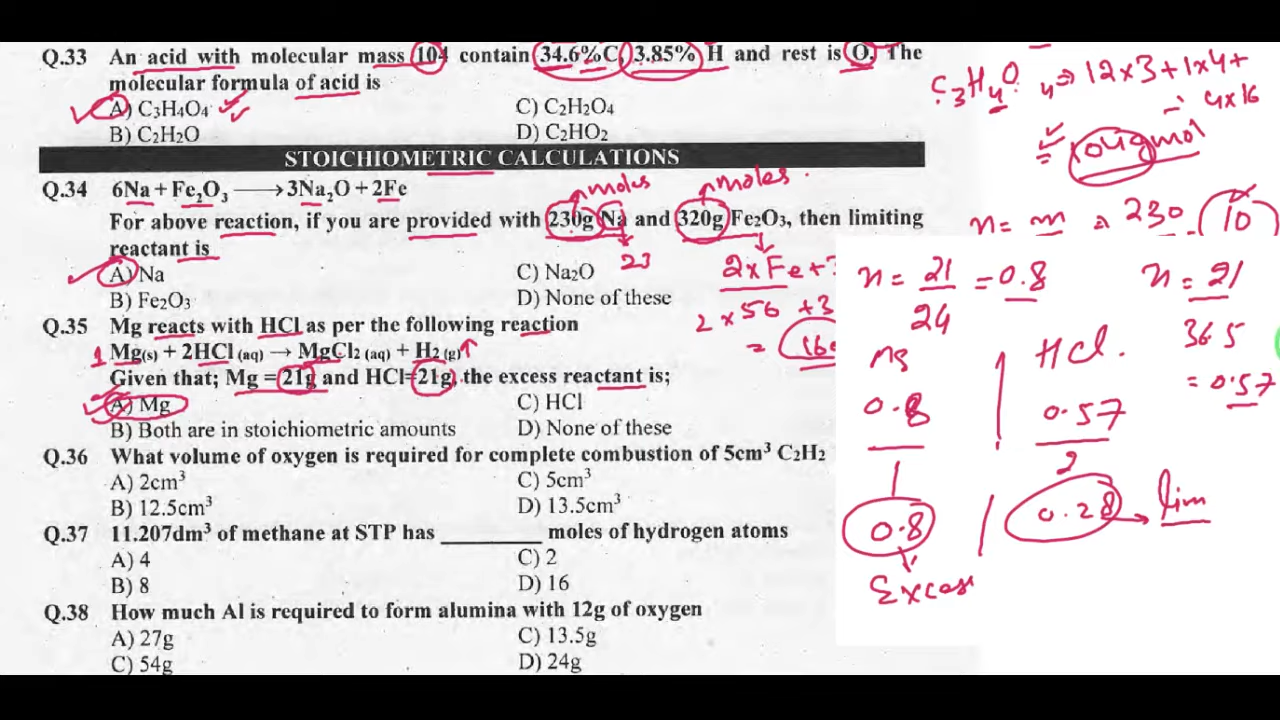 Q.33 An acid with molecular mass 104 contain 34.6%C, 3.85% H and rest is O. The
molecular formula of acid is
A) C3H4O4
C) C2H2O4
B) C2H2O
D) C2HO2
STOICHIOMETRIC CALCULATIONS
Q.34 6Na + Fe₂O₃ ⟶ 3Na₂O + 2Fe
moles
moles.
For above reaction, if you are provided with 230g Na and 320g Fe2O3, then limiting
reactant is
23
A) Na
C) Na2O
B) Fe2O3
D) None of these
Q.35 Mg reacts with HCl as per the following reaction
1 Mg(s) + 2HCl (aq) → MgCl2 (aq) + H2 (g)↑
Given that; Mg = 21g and HCl=21g, the excess reactant is;
A) Mg
C) HCl
B) Both are in stoichiometric amounts
D) None of these
Q.36 What volume of oxygen is required for complete combustion of 5cm³ C2H2
A) 2cm³
C) 5cm³
B) 12.5cm³
D) 13.5cm³
Q.37 11.207dm³ of methane at STP has ________ moles of hydrogen atoms
A) 4
C) 2
B) 8
D) 16
Q.38 How much Al is required to form alumina with 12g of oxygen
A) 27g
C) 13.5g
C) 54g
D) 24g
C₃H₄O₄ ⇒ 12x3+1x4+
4x16
= 104gmol
n = m = 230 = 10
2xFe+3
2 x 56 +3
= 160
n = 21 = 0.8
24
n = 21
36.5
= 0.57
Mg
HCl.
0.8
0.57
1
2
0.8
0.28 → lim
Excess